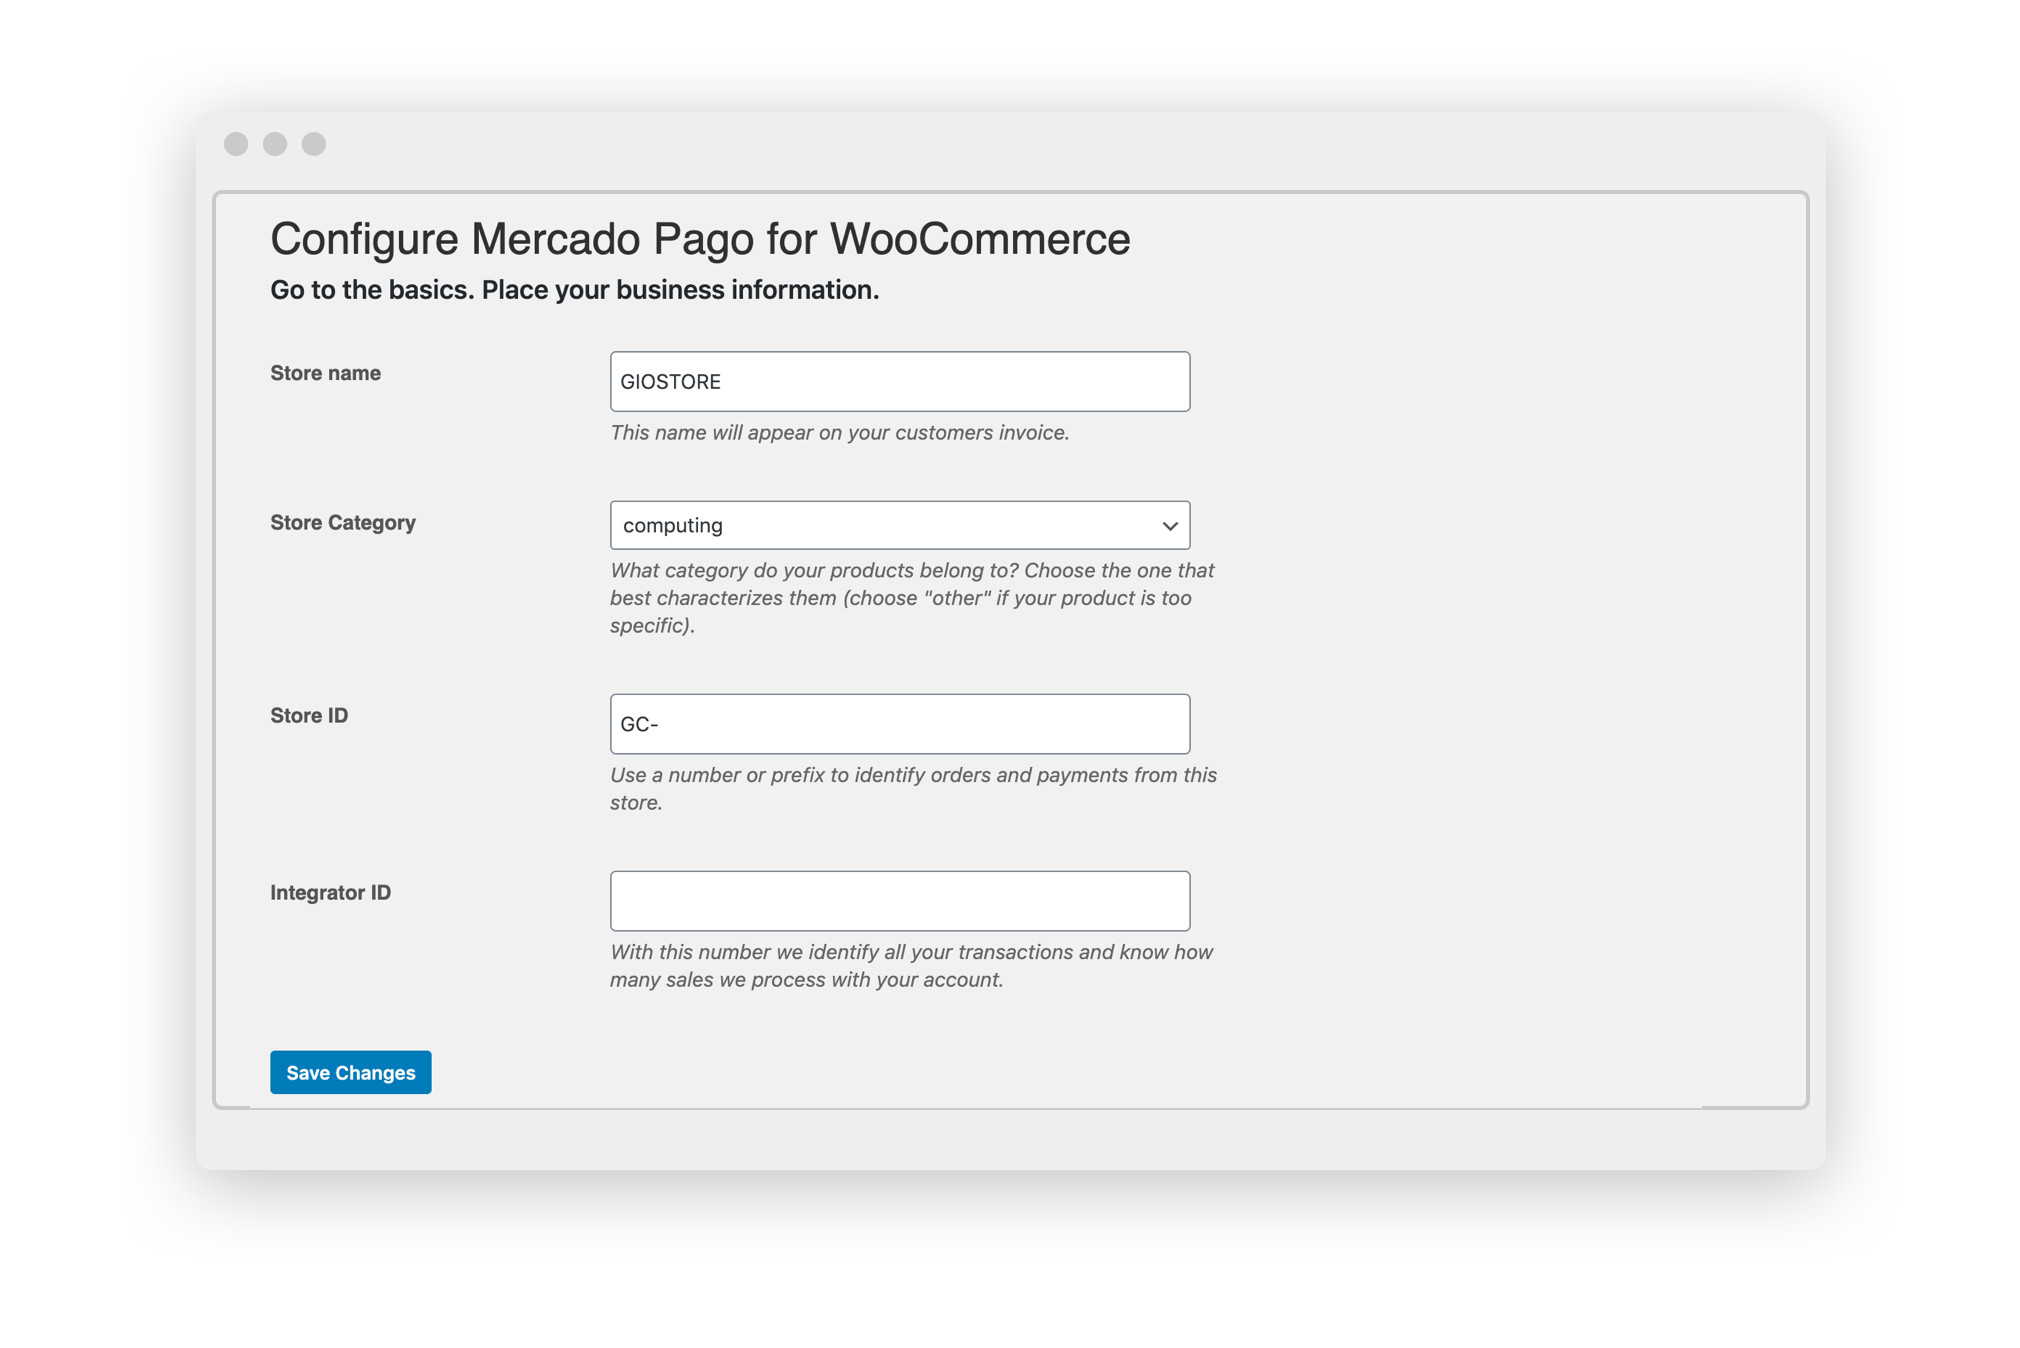 Configure Mercado Pago for WooCommerce
Go to the basics. Place your business information.
Store name
GIOSTORE
This name will appear on your customers invoice.
Store Category
computing
What category do your products belong to? Choose the one that
best characterizes them (choose "other" if your product is too
specific).
Store ID
GC-
Use a number or prefix to identify orders and payments from this
store.
Integrator ID
With this number we identify all your transactions and know how
many sales we process with your account.
Save Changes